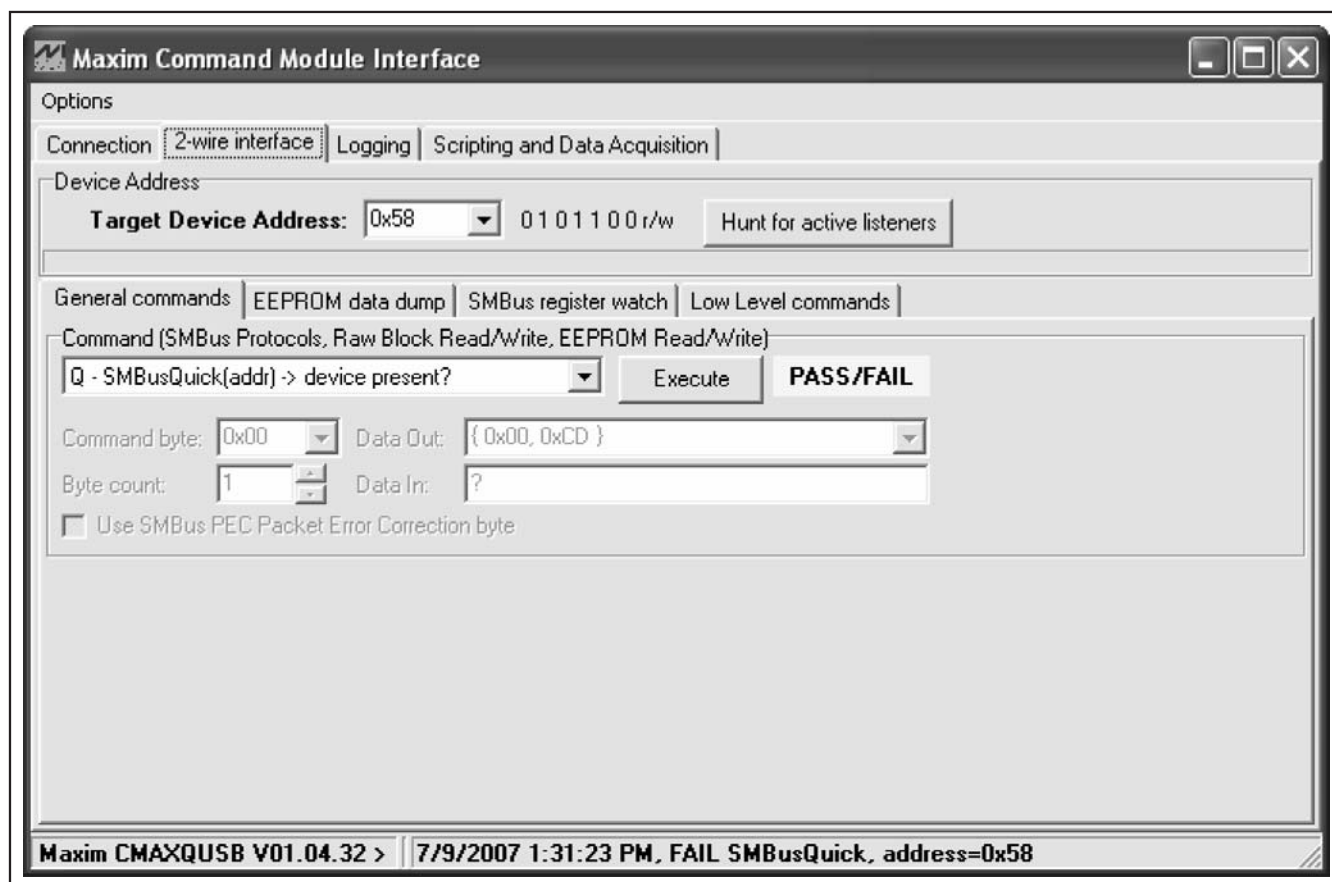 Maxim Command Module Interface
Options
Connection 2-wire interface Logging Scripting and Data Acquisition
Device Address
Target Device Address: 0x58 0 1 0 1 1 0 0 r/w Hunt for active listeners
General commands EEPROM data dump SMBus register watch Low Level commands
Command (SMBus Protocols, Raw Block Read/Write, EEPROM Read/Write)
Q - SMBusQuick(addr) -> device present? Execute PASS/FAIL
Command byte: 0x00 Data Out: { 0x00, 0xCD }
Byte count: 1 Data In: ?
Use SMBus PEC Packet Error Correction byte
Maxim CMAXQUSB V01.04.32 > 7/9/2007 1:31:23 PM, FAIL SMBusQuick, address=0x58